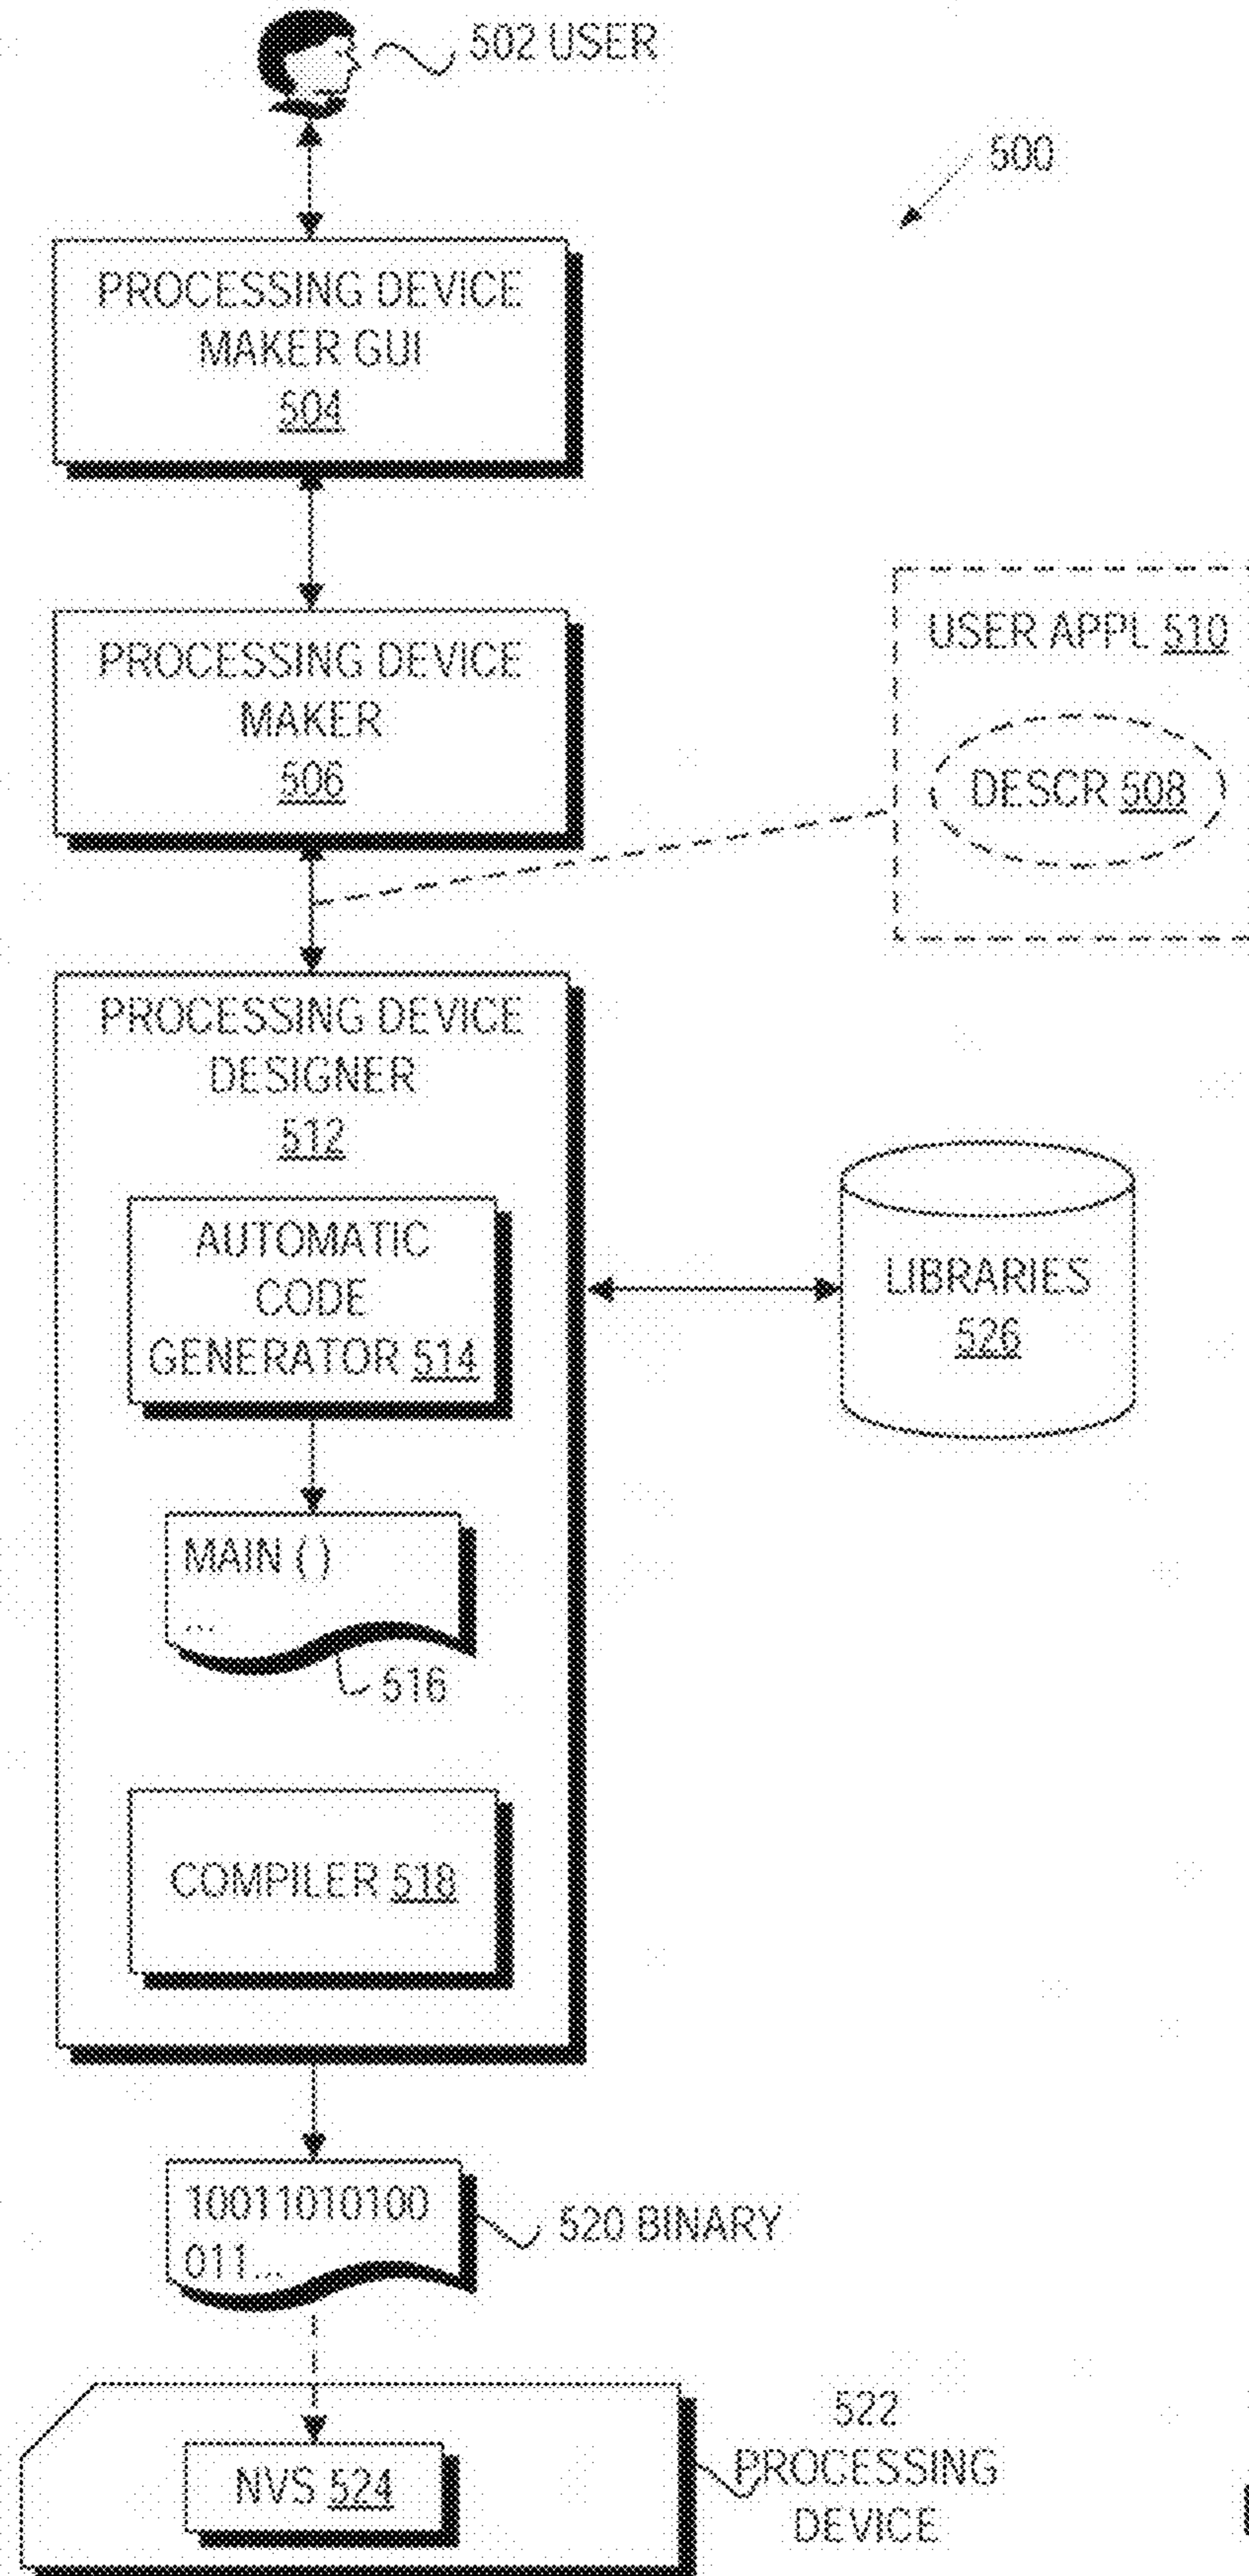 502 USER
500
PROCESSING DEVICE
MAKER GUI
504
PROCESSING DEVICE
MAKER
506
USER APPL 510
DESCR 508
PROCESSING DEVICE
DESIGNER
512
AUTOMATIC
CODE
GENERATOR 514
LIBRARIES
526
MAIN ( )
...
516
COMPILER 518
10011010100
011...
520 BINARY
522
PROCESSING
DEVICE
NVS 524